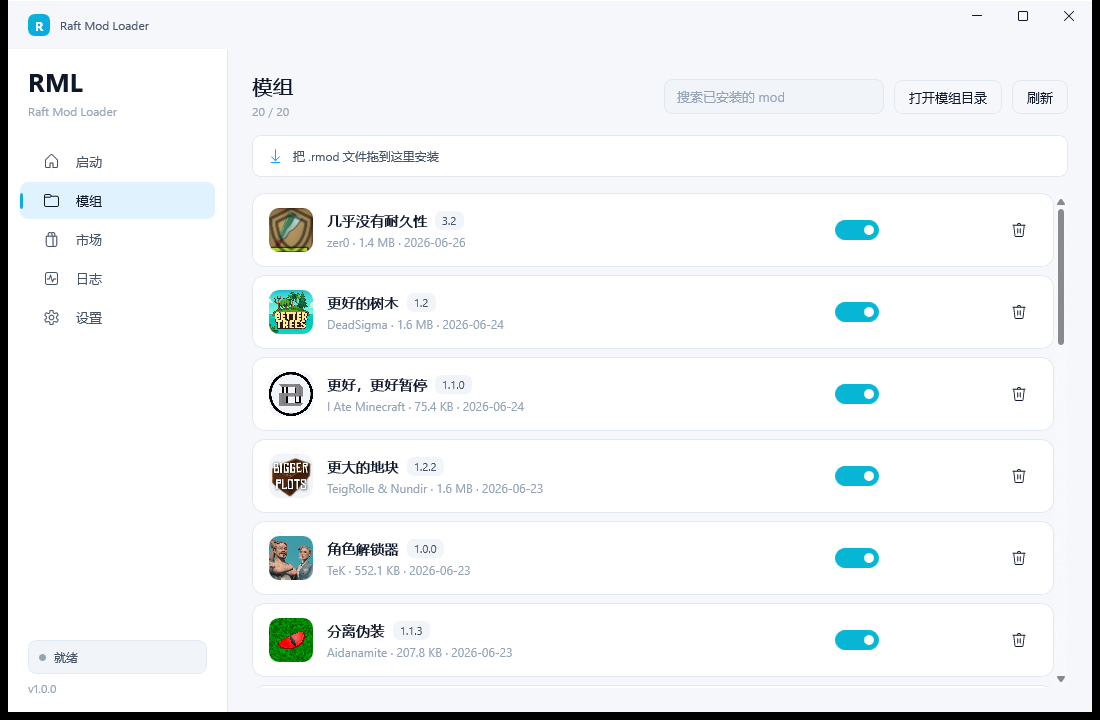 R Raft Mod Loader
RML
Raft Mod Loader
启动
模组
市场
日志
设置
就绪
v1.0.0
模组
20 / 20
搜索已安装的 mod
打开模组目录
刷新
把 .rmod 文件拖到这里安装
几乎没有耐久性 3.2
zer0 · 1.4 MB · 2026-06-26
BETTER
TREES
更好的树木 1.2
DeadSigma · 1.6 MB · 2026-06-24
更好，更好暂停 1.1.0
I Ate Minecraft · 75.4 KB · 2026-06-24
BIGGER
PLOTS
更大的地块 1.2.2
TeigRolle & Nundir · 1.6 MB · 2026-06-23
角色解锁器 1.0.0
TeK · 552.1 KB · 2026-06-23
分离伪装 1.1.3
Aidanamite · 207.8 KB · 2026-06-23